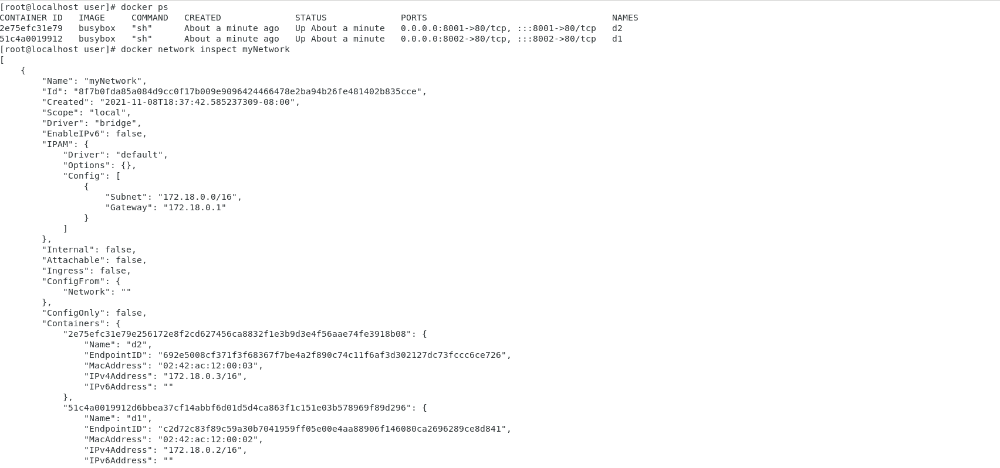 [root@localhost user]# docker ps
CONTAINER ID   IMAGE     COMMAND   CREATED              STATUS              PORTS                                   NAMES
2e75efc31e79   busybox   "sh"      About a minute ago   Up About a minute   0.0.0.0:8001->80/tcp, :::8001->80/tcp   d2
51c4a0019912   busybox   "sh"      About a minute ago   Up About a minute   0.0.0.0:8002->80/tcp, :::8002->80/tcp   d1
[root@localhost user]# docker network inspect myNetwork
[
    {
        "Name": "myNetwork",
        "Id": "8f7b0fda85a084d9cc0f17b009e9096424466478e2ba94b26fe481402b835cce",
        "Created": "2021-11-08T18:37:42.585237309-08:00",
        "Scope": "local",
        "Driver": "bridge",
        "EnableIPv6": false,
        "IPAM": {
            "Driver": "default",
            "Options": {},
            "Config": [
                {
                    "Subnet": "172.18.0.0/16",
                    "Gateway": "172.18.0.1"
                }
            ]
        },
        "Internal": false,
        "Attachable": false,
        "Ingress": false,
        "ConfigFrom": {
            "Network": ""
        },
        "ConfigOnly": false,
        "Containers": {
            "2e75efc31e79e256172e8f2cd627456ca8832f1e3b9d3e4f56aae74fe3918b08": {
                "Name": "d2",
                "EndpointID": "692e5008cf371f3f68367f7be4a2f890c74c11f6af3d302127dc73fccc6ce726",
                "MacAddress": "02:42:ac:12:00:03",
                "IPv4Address": "172.18.0.3/16",
                "IPv6Address": ""
            },
            "51c4a0019912d6bbea37cf14abbf6d01d5d4ca863f1c151e03b578969f89d296": {
                "Name": "d1",
                "EndpointID": "c2d72c83f89c59a30b7041959ff05e00e4aa88906f146080ca2696289ce8d841",
                "MacAddress": "02:42:ac:12:00:02",
                "IPv4Address": "172.18.0.2/16",
                "IPv6Address": ""